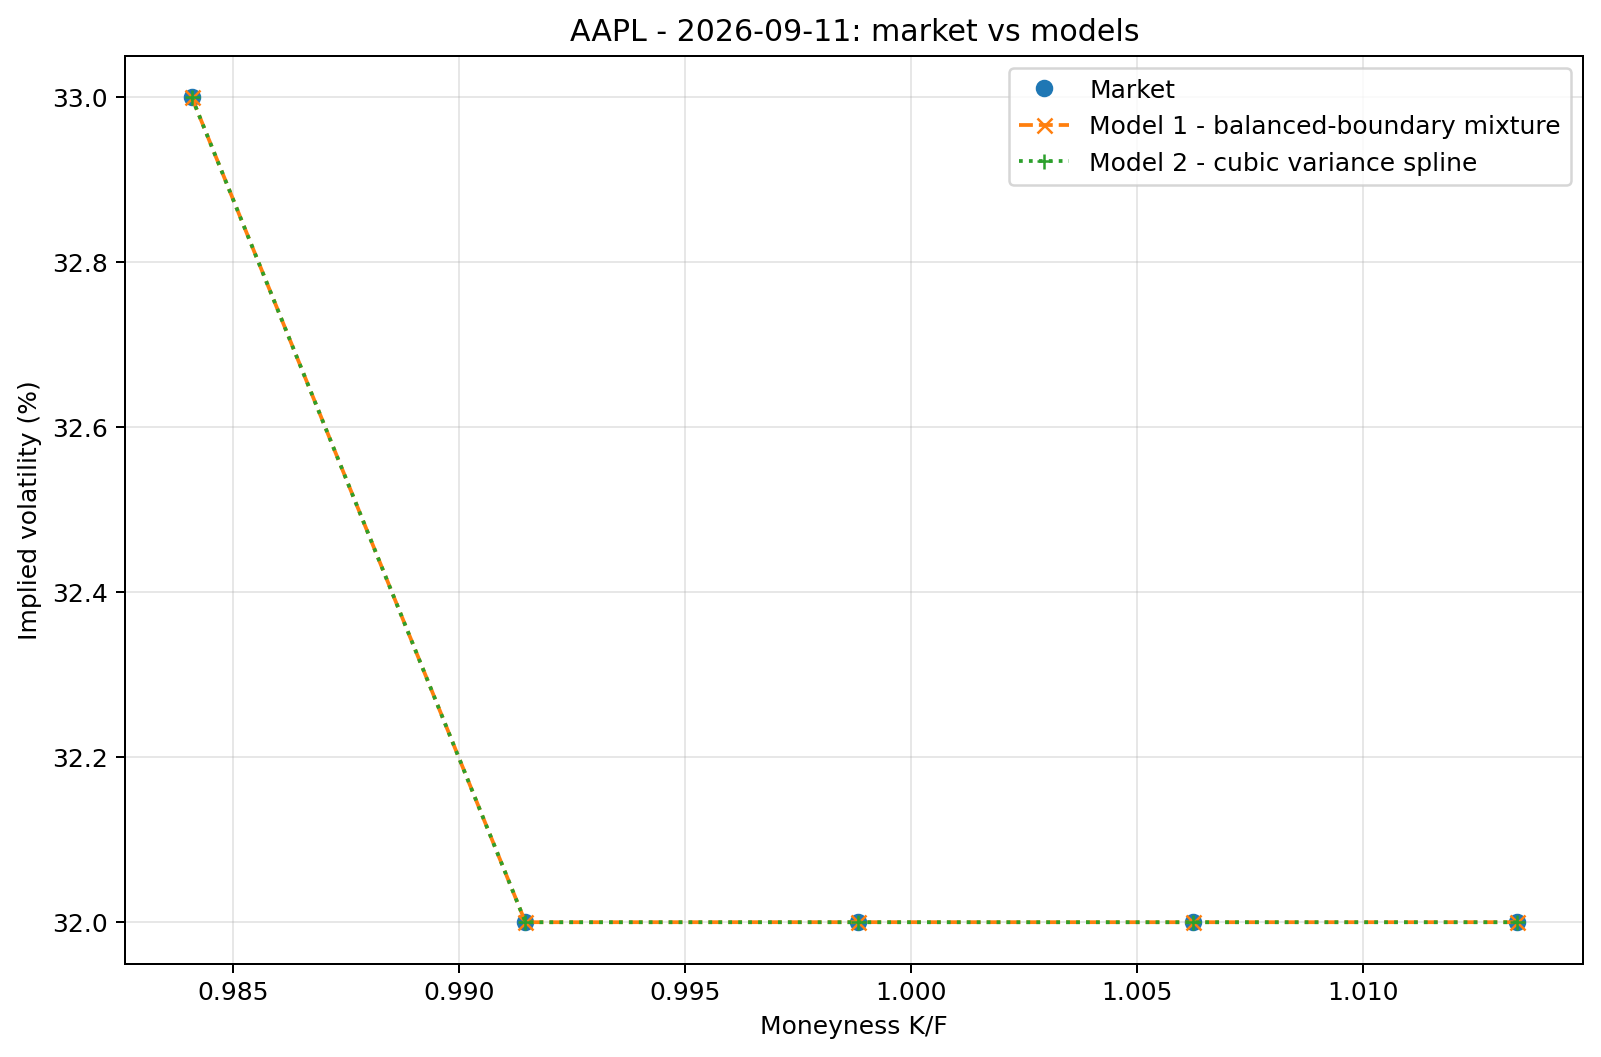 AAPL - 2026-09-11: market vs models
Market
Model 1 - balanced-boundary mixture
Model 2 - cubic variance spline
Implied volatility (%)
33.0
32.8
32.6
32.4
32.2
32.0
0.985 0.990 0.995 1.000 1.005 1.010
Moneyness K/F